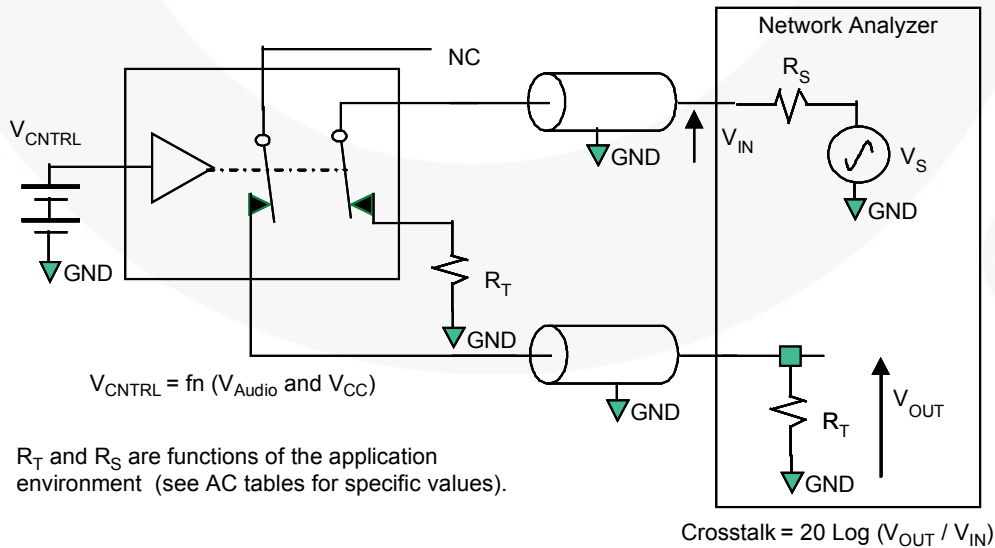 Network Analyzer
NC
R_S
V_CNTRL
V_IN
GND
V_S
GND
GND
R_T
GND
V_CNTRL = fn (V_Audio and V_CC)
GND
R_T
V_OUT
R_T and R_S are functions of the application
environment (see AC tables for specific values).
GND
Crosstalk = 20 Log (V_OUT / V_IN)